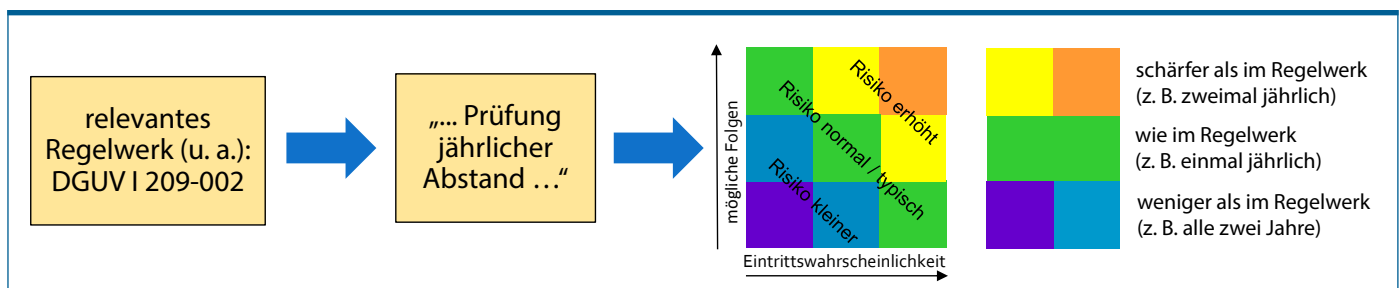 relevantes
Regelwerk (u. a.):
DGUV I 209-002
„... Prüfung
jährlicher
Abstand …“
mögliche Folgen
Risiko erhöht
Risiko normal / typisch
Risiko kleiner
Eintrittswahrscheinlichkeit
schärfer als im Regelwerk
(z. B. zweimal jährlich)
wie im Regelwerk
(z. B. einmal jährlich)
weniger als im Regelwerk
(z. B. alle zwei Jahre)